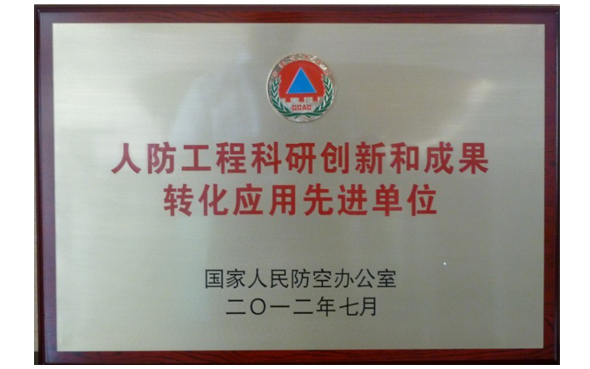 人防工程科研创新和成果
转化应用先进单位
国家人民防空办公室
二〇一二年七月